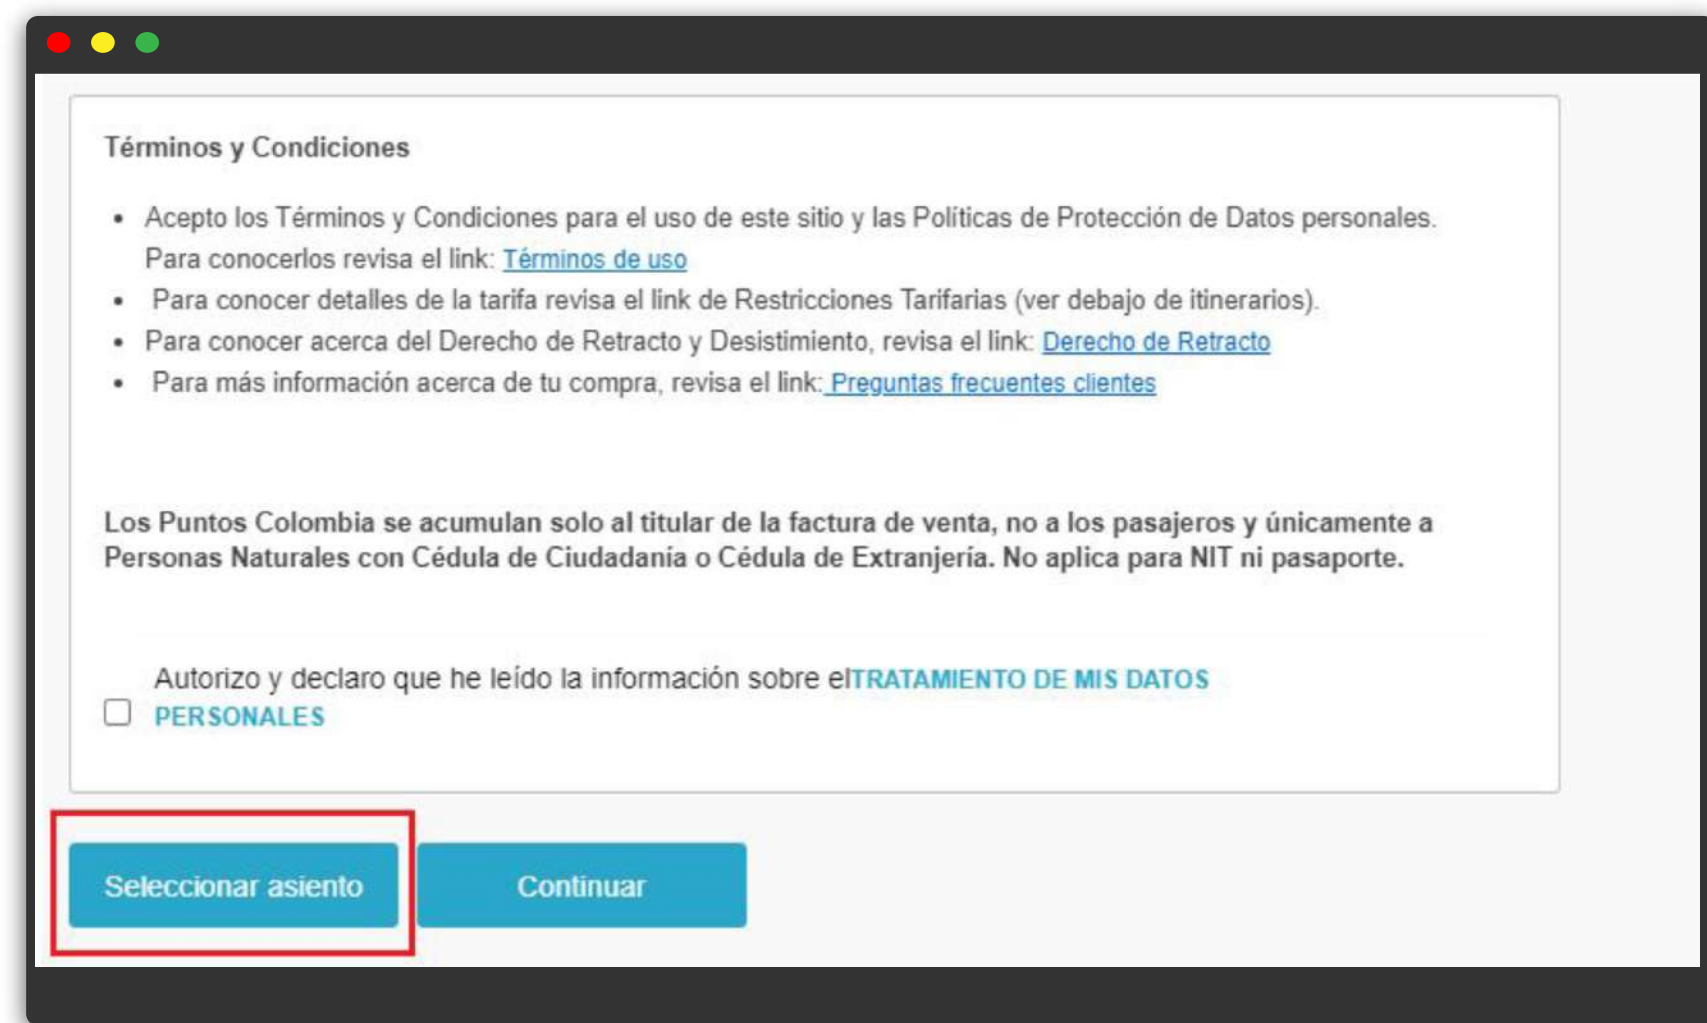 Términos y Condiciones
• Acepto los Términos y Condiciones para el uso de este sitio y las Políticas de Protección de Datos personales.
Para conocerlos revisa el link: Términos de uso
• Para conocer detalles de la tarifa revisa el link de Restricciones Tarifarias (ver debajo de itinerarios).
• Para conocer acerca del Derecho de Retracto y Desistimiento, revisa el link: Derecho de Retracto
• Para más información acerca de tu compra, revisa el link: Preguntas frecuentes clientes
Los Puntos Colombia se acumulan solo al titular de la factura de venta, no a los pasajeros y únicamente a
Personas Naturales con Cédula de Ciudadanía o Cédula de Extranjería. No aplica para NIT ni pasaporte.
Autorizo y declaro que he leído la información sobre elTRATAMIENTO DE MIS DATOS
PERSONALES
Seleccionar asiento
Continuar